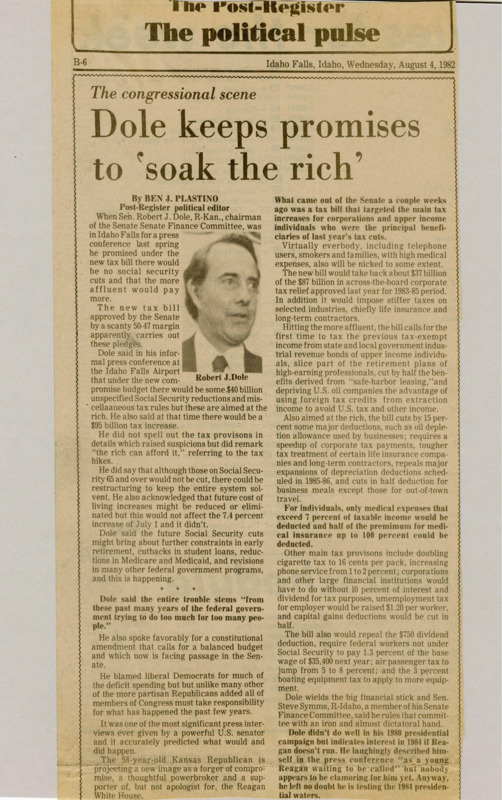 The Post-Register
The political pulse
B-6
Idaho Falls, Idaho, Wednesday, August 4, 1982
The congressional scene
Dole keeps promises
to 'soak the rich'
By BEN J. PLASTINO
Post-Register political editor
When Sen. Robert J. Dole, R-Kan., chairman
of the Senate Senate Finance Committee, was
in Idaho Falls for a press
conference last spring
he promised under the
new tax bill there would
be no social security
cuts and that the more
affluent would pay
more.
The new tax bill
approved by the Senate
by a scanty 50-47 margin
apparently carries out
these pledges.
Dole said in his infor-
mal press conference at
the Idaho Falls Airport
that under the new com-
Robert J.Dole
promise budget there would be some $40 billion
unspecified Social Security reductions and mis-
cellaneous tax rules but these are aimed at the
rich. He also said at that time there would be a
$95 billion tax increase.
He did not spell out the tax provisons in
details which raised suspicions but did remark
"the rich can afford it," referring to the tax
hikes.
He did say that although those on Social Secu-
rity 65 and over would not be cut, there could be
restructuring to keep the entire system sol-
vent. He also acknowledged that future cost of
living increases might be reduced or elimi-
nated but this would not affect the 7.4 percent
increase of July 1 and it didn't.
Dole said the future Social Security cuts
might bring about further constraints in early
retirement, cutbacks in student loans, reduc-
tions in Medicare and Medicaid, and revisions
in many other federal government programs,
and this is happening.
* * *
Dole said the entire trouble stems "from
these past many years of the federal govern-
ment trying to do too much for too many peo-
ple."
He also spoke favorably for a constitutional
amendment that calls for a balanced budget
and which now is facing passage in the Sen-
ate.
He blamed liberal Democrats for much of
the deficit spending but but unlike many other
of the more partisan Republicans added all of
members of Congress must take responsibility
for what has happened the past few years.
It was one of the most significant press inter-
views ever given by a powerful U.S. senator
and it accurately predicted what would and
did happen.
The 58-year-old Kansas Republican is
projecting a new image as a forger of compro-
mise, a thoughtful powerbroker and a sup-
porter of, but not apologist for, the Reagan
White House.
What came out of the Senate a couple weeks
ago was a tax bill that targeted the main tax
increases for corporations and upper income
individuals who were the principal benefi-
ciaries of last year's tax cuts.
Virtually everbody, including telephone
users, smokers and families, with high medical
expenses, also will be nicked to some extent.
The new bill would take back about $37 billion
of the $87 billion in across-the-board corporate
tax relief approved last year for 1983-85 period.
In addition it would impose stiffer taxes on
selected industries, chiefly life insurance and
long-term contractors.
Hitting the more affluent, the bill calls for the
first time to tax the previous tax-exempt
income from state and local government indus-
trial revenue bonds of upper income individu-
als, slice part of the retirement plans of
high-earning professionals, cut by half the ben-
efits derived from "safe-harbor leasing,"and
depriving U.S. oil companies the advantage of
using foreign tax credits from extraction
income to avoid U.S. tax and other income.
Also aimed at the rich, the bill cuts by 15 per
cent some major deductions, such as oil deple-
tion allowance used by businesses; requires a
speedup of corporate tax payments, tougher
tax treatment of certain life insurance compa-
nies and long-term contractors, repeals major
expansions of depreciation deductions sched-
uled in 1985-86, and cuts in half deduction for
business meals except those for out-of-town
travel.
For individuals, only medical expenses that
exceed 7 percent of taxable income would be
deducted and half of the premimum for medi-
cal insurance up to 100 percent could be
deducted.
Other main tax provisions include doubling
cigarette tax to 16 cents per pack, increasing
phone service from 1 to 2 percent; corporations
and other large financial institutions would
have to do without 10 percent of interest and
dividend for tax purposes, umemployment tax
for employer would be raised $1.20 per worker,
and capital gains deductions would be cut in
half.
The bill also would repeal the $750 dividend
deduction, require federal workers not under
Social Security to pay 1.3 percent of the base
wage of $35,400 next year; air passenger tax to
jump from 5 to 8 percent; and the 3 percent
boating equipment tax to apply to more equip-
ment.
Dole wields the big financial stick and Sen.
Steve Symms, R-Idaho, a member of his Senate
Finance Committee, said he rules that commit-
tee with an iron and almost dictatorial hand.
Dole didn't do well in his 1980 presidential
campaign but indicates interest in 1984 if Rea-
gan doesn't run. He laughingly described him-
self in the press conference "as a young
Reagan waiting to be called" but nobody
appears to be clamoring for him yet. Anyway,
he left no doubt he is testing the 1984 presiden-
tial waters.